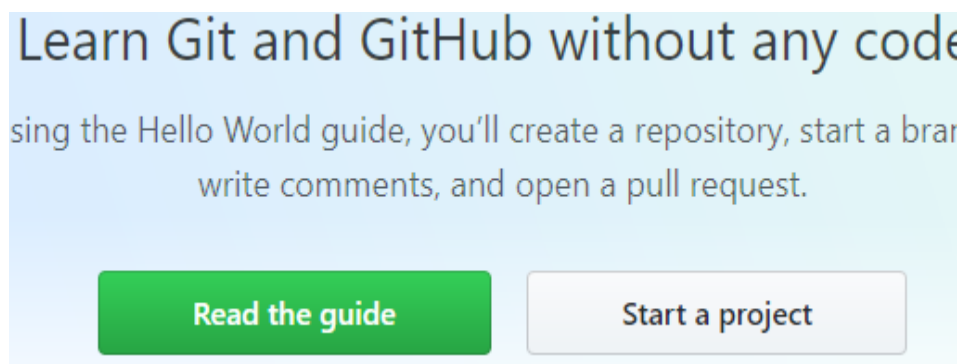 Learn Git and GitHub without any code
sing the Hello World guide, you’ll create a repository, start a bran
write comments, and open a pull request.
Read the guide
Start a project